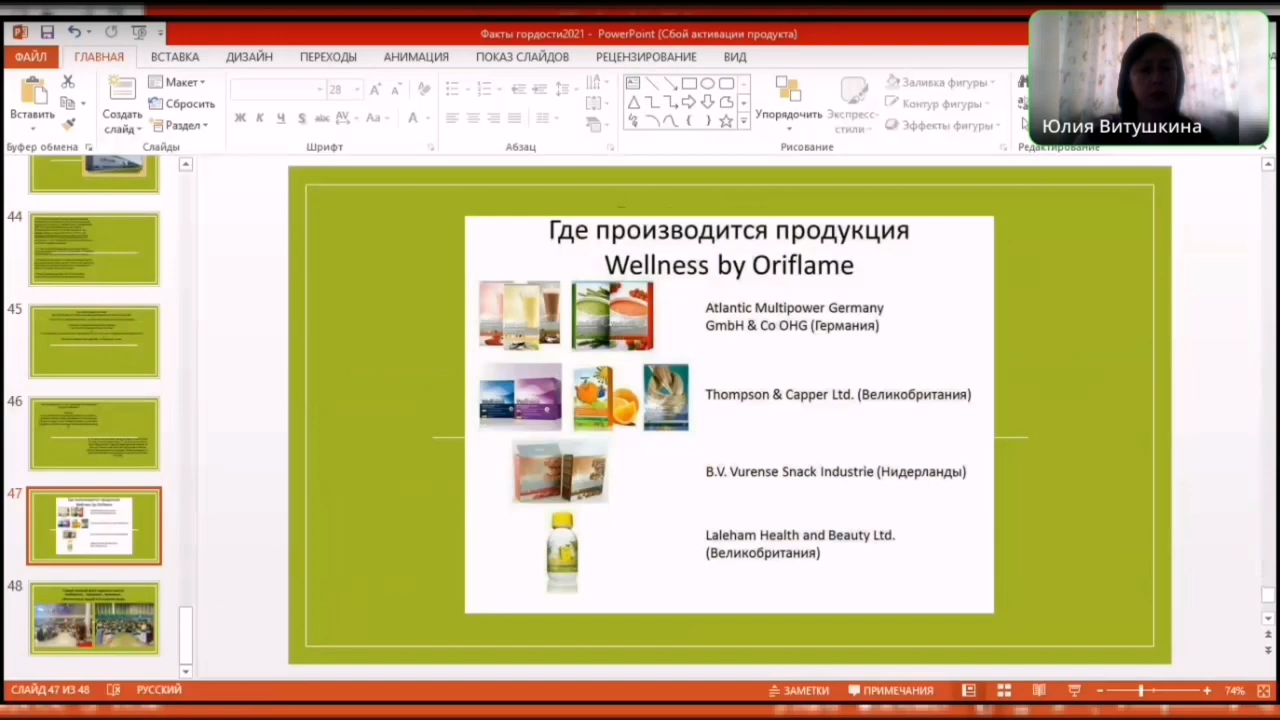 Факты гордости2021 - PowerPoint (Сбой активации продукта)
ФАЙЛ ГЛАВНАЯ ВСТАВКА ДИЗАЙН ПЕРЕХОДЫ АНИМАЦИЯ ПОКАЗ СЛАЙДОВ РЕЦЕНЗИРОВАНИЕ ВИД
Вставить
Создать слайд
Макет
Сбросить
Раздел
28
Ж К Ч S abc AV Aa A
Упорядочить
Экспресс-стили
Заливка фигуры
Контур фигуры
Эффекты фигуры
Буфер обмена Слайды Шрифт Абзац Рисование Редактирование
Юлия Витушкина
44
45
46
47
48
Где производится продукция
Wellness by Oriflame
Atlantic Multipower Germany
GmbH & Co OHG (Германия)
Thompson & Capper Ltd. (Великобритания)
B.V. Vurense Snack Industrie (Нидерланды)
Laleham Health and Beauty Ltd.
(Великобритания)
СЛАЙД 47 ИЗ 48 РУССКИЙ ЗАМЕТКИ ПРИМЕЧАНИЯ 74%